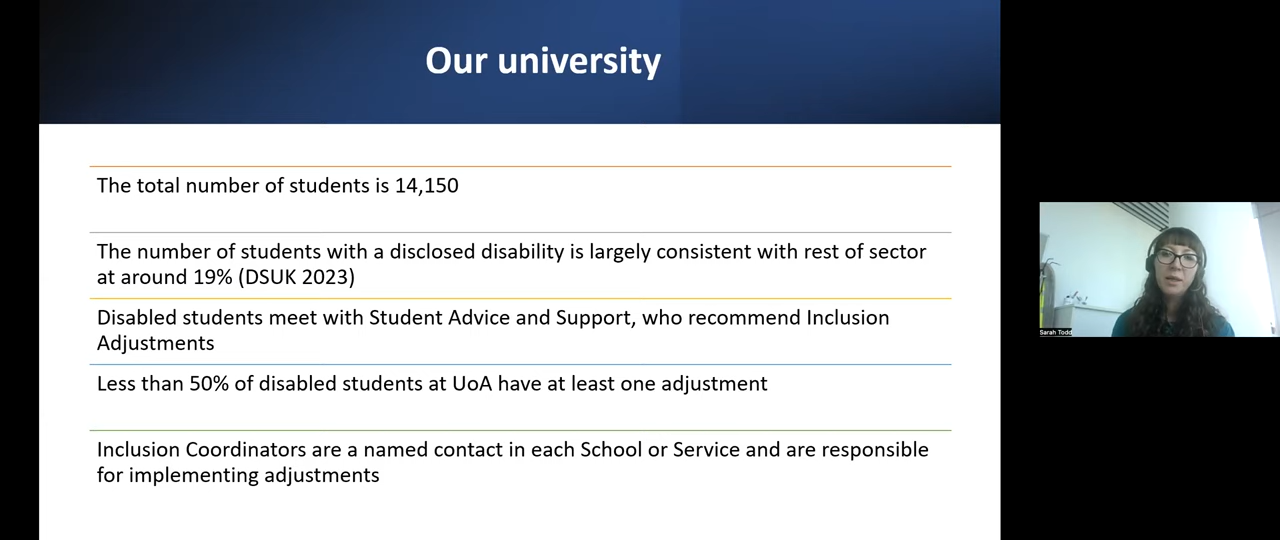 Our university
The total number of students is 14,150
The number of students with a disclosed disability is largely consistent with rest of sector
at around 19% (DSUK 2023)
Disabled students meet with Student Advice and Support, who recommend Inclusion
Adjustments
Less than 50% of disabled students at UoA have at least one adjustment
Inclusion Coordinators are a named contact in each School or Service and are responsible
for implementing adjustments
Sarah Todd